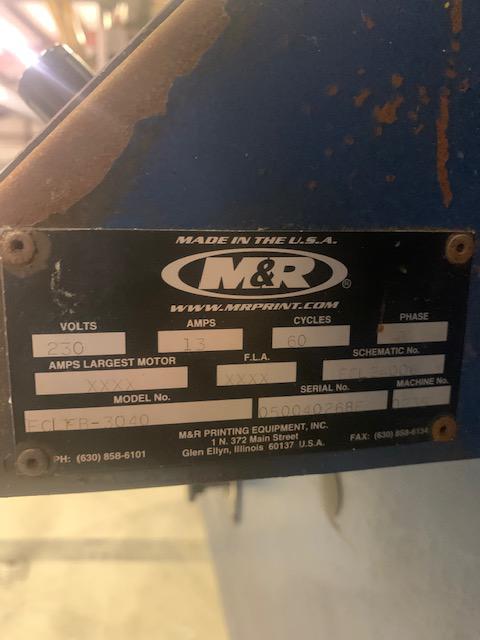 MADE IN THE U.S.A.
M&R®
WWW.MRPRINT.COM
VOLTS AMPS CYCLES PHASE
230 13 60
AMPS LARGEST MOTOR F.L.A. SCHEMATIC No.
XXXX XXXX
MODEL No. SERIAL No. MACHINE No.
050040268E
M&R PRINTING EQUIPMENT, INC.
1 N. 372 Main Street
PH: (630) 858-6101 Glen Ellyn, Illinois 60137 U.S.A. FAX: (630) 858-6134